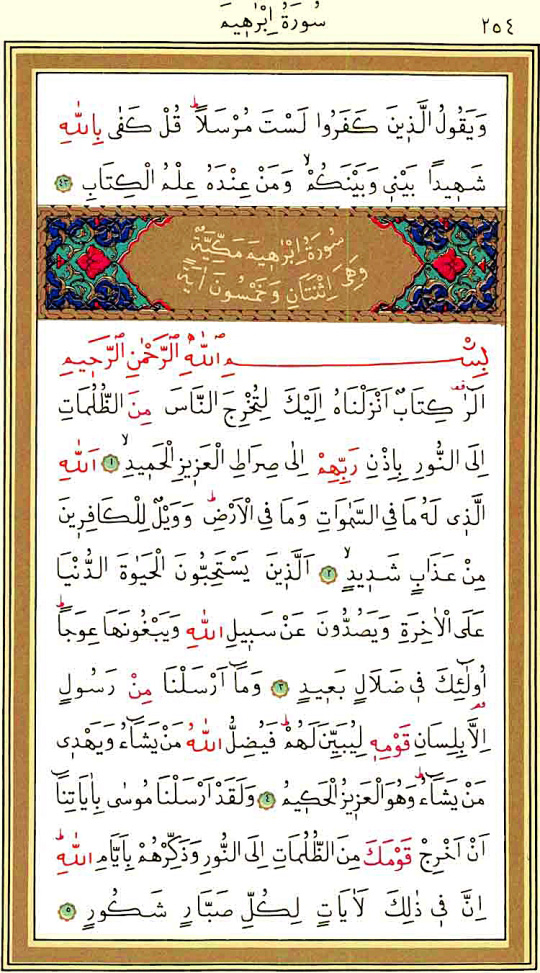 سُورَةُ اِبْرٰهٖيمَ
٢٥٤
وَيَقُولُ الَّذٖينَ كَفَرُوا لَسْتَ مُرْسَلاًؕ قُلْ كَفٰى بِاللّٰهِ
شَهٖيداً بَيْنٖى وَبَيْنَكُمْۙ وَمَنْ عِنْدَهُ عِلْمُ الْكِتَابِ ﴿٤٣﴾
سُورَةُ اِبْرٰهٖيمَ مَكِّيَّةٌ
وَهِىَ اِثْنَتَانِ وَخَمْسُونَ اٰيَةً
بِسْمِ اللّٰهِ الرَّحْمٰنِ الرَّحٖيمِ
الٓرٰ كِتَابٌ اَنْزَلْنَاهُ اِلَيْكَ لِتُخْرِجَ النَّاسَ مِنَ الظُّلُمَاتِ
اِلَى النُّورِ بِاِذْنِ رَبِّهِمْ اِلٰى صِرَاطِ الْعَزٖيزِ الْحَمٖيدِۙ ﴿١﴾ اَللّٰهِ
الَّذٖى لَهُ مَا فِى السَّمٰوَاتِ وَمَا فِى الْاَرْضِؕ وَوَيْلٌ لِلْكَافِرٖينَ
مِنْ عَذَابٍ شَدٖيدٍۙ ﴿٢﴾ اَلَّذٖينَ يَسْتَحِبُّونَ الْحَيٰوةَ الدُّنْيَا
عَلَى الْاٰخِرَةِ وَيَصُدُّونَ عَنْ سَبٖيلِ اللّٰهِ وَيَبْغُونَهَا عِوَجاًؕ
اُولٰٓئِكَ فٖى ضَلَالٍ بَعٖيدٍ ﴿٣﴾ وَمَٓا اَرْسَلْنَا مِنْ رَسُولٍ
اِلَّا بِلِسَانِ قَوْمِهٖ لِيُبَيِّنَ لَهُمْؕ فَيُضِلُّ اللّٰهُ مَنْ يَشَٓاءُ وَيَهْدٖى
مَنْ يَشَٓاءُؕ وَهُوَ الْعَزٖيزُ الْحَكٖيمُ ﴿٤﴾ وَلَقَدْ اَرْسَلْنَا مُوسٰى بِاٰيَاتِنَٓا
اَنْ اَخْرِجْ قَوْمَكَ مِنَ الظُّلُمَاتِ اِلَى النُّورِ وَذَكِّرْهُمْ بِاَيَّامِ اللّٰهِؕ
اِنَّ فٖى ذٰلِكَ لَاٰيَاتٍ لِكُلِّ صَبَّارٍ شَكُورٍ ﴿٥﴾